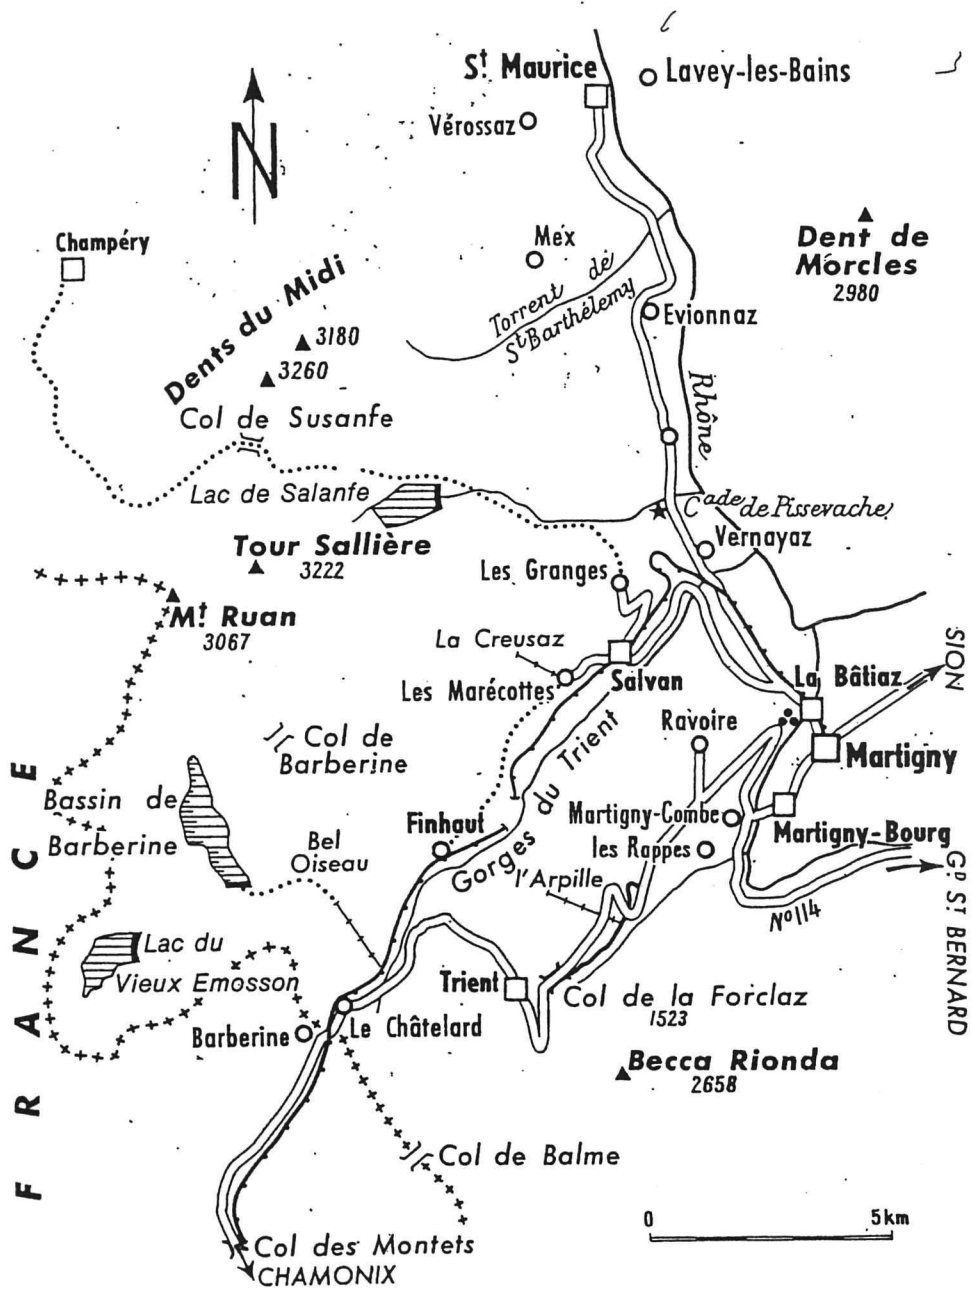 St Maurice
Lavey-les-Bains
Vérossaz
N
Champéry
Mex
Dent de
Morcles
2980
Dents du Midi
Torrent de
St Barthélemy
Evionnaz
3180
3260
Col de Susanfe
Rhône
Lac de Salanfe
Cade de Pissevache
Tour Sallière
3222
Vernayaz
Les Granges
Mt Ruan
3067
La Creusaz
SION
Les Marécottes
Salvan
La Bâtiaz
Ravoire
Col de
Barberine
Martigny
FRANCE
Bassin de
Barberine
Gorges du Trient
Finhaut
Martigny-Combe
Martigny-Bourg
Bel
Oiseau
les Rappes
l'Arpille
No 114
Gd St. BERNARD
Lac du
Vieux Emosson
Trient
Col de la Forclaz
1523
Barberine
Le Châtelard
Becca Rionda
2658
Col de Balme
0 5km
Col des Montets
CHAMONIX